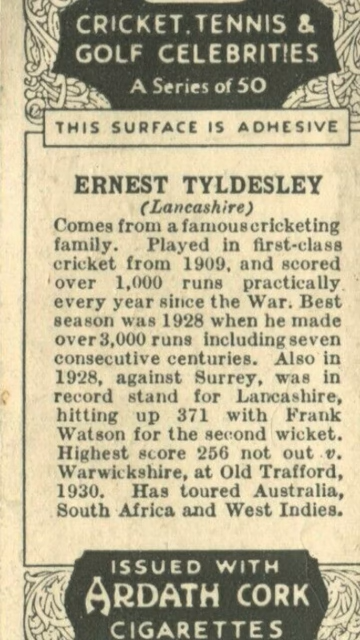 CRICKET, TENNIS &
GOLF CELEBRITIES
A Series of 50
THIS SURFACE IS ADHESIVE
ERNEST TYLDESLEY
(Lancashire)
Comes from a famous cricketing
family. Played in first-class
cricket from 1909, and scored
over 1,000 runs practically
every year since the War. Best
season was 1928 when he made
over 3,000 runs including seven
consecutive centuries. Also in
1928, against Surrey, was in
record stand for Lancashire,
hitting up 371 with Frank
Watson for the second wicket.
Highest score 256 not out v.
Warwickshire, at Old Trafford,
1930. Has toured Australia,
South Africa and West Indies.
ISSUED WITH
ARDATH CORK
CIGARETTES